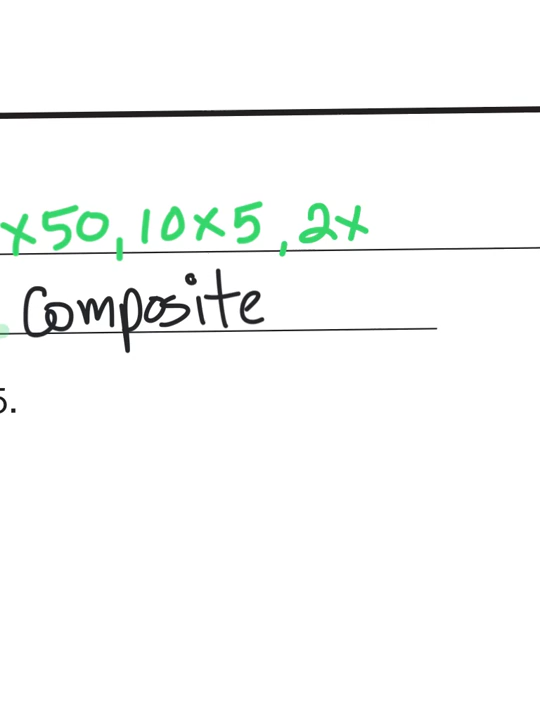 x50, 10x5, 2x
. Composite
5.